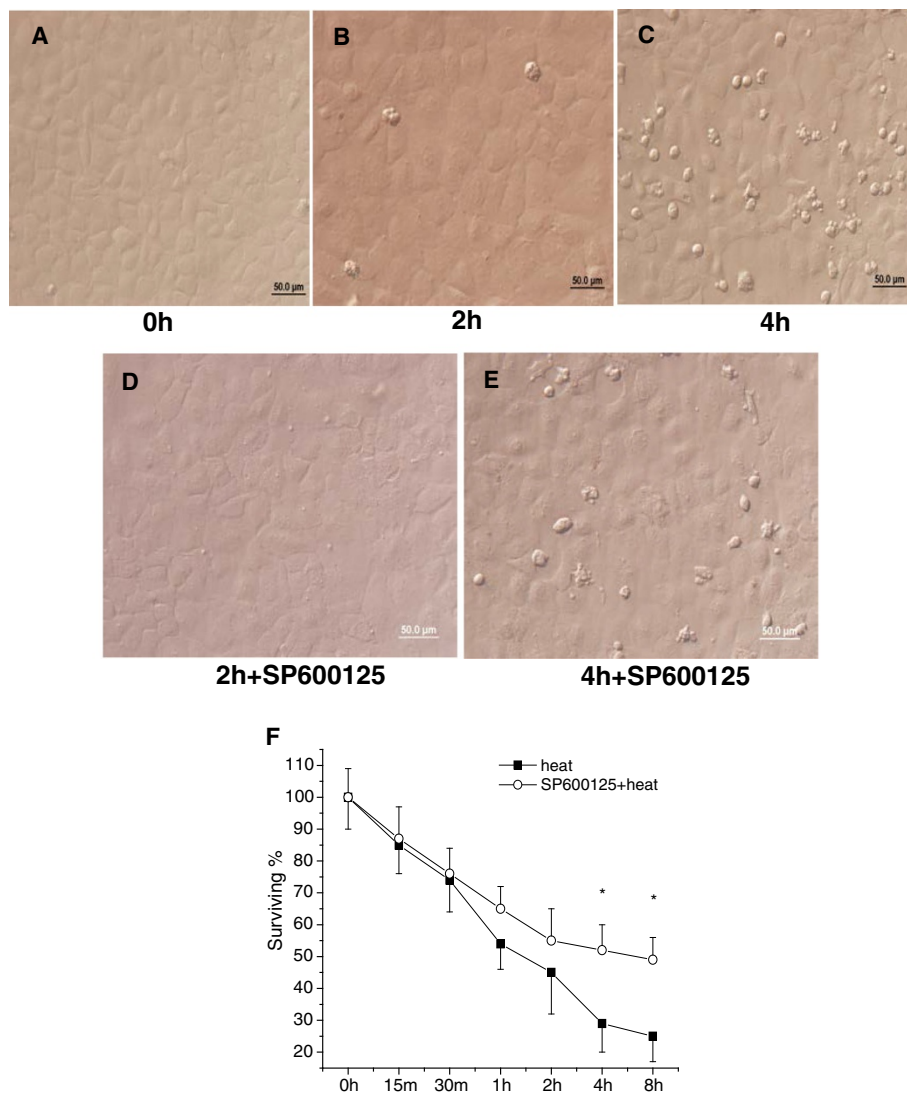 A
B
C
50.0 µm
50.0 µm
50.0 µm
0h
2h
4h
D
E
50.0 µm
50.0 µm
2h+SP600125
4h+SP600125
F
heat
SP600125+heat
110
100
90
80
70
60
50
40
30
20
Surviving %
*
*
0h 15m 30m 1h 2h 4h 8h